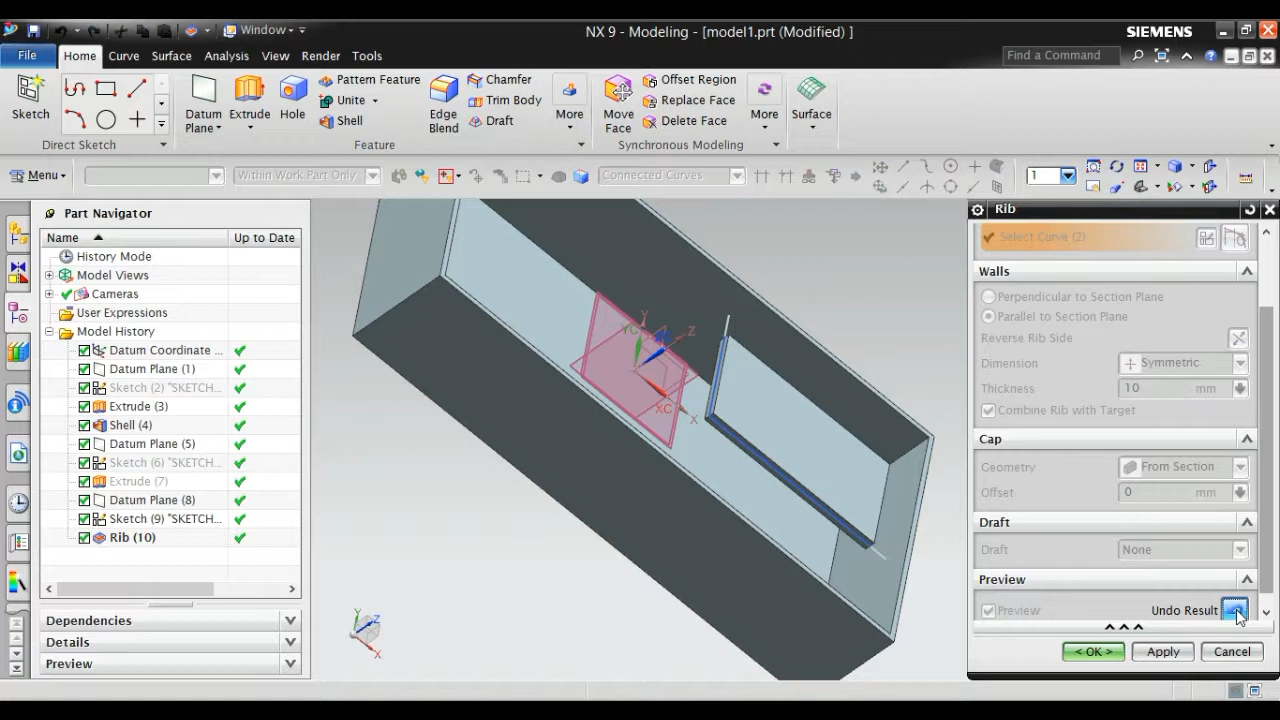 Window
NX 9 - Modeling - [model1.prt (Modified) ]
SIEMENS
File Home Curve Surface Analysis View Render Tools
Find a Command
Sketch
Datum Plane
Extrude
Hole
Pattern Feature
Unite
Shell
Edge Blend
Chamfer
Trim Body
Draft
More
Move Face
Offset Region
Replace Face
Delete Face
More
Surface
Direct Sketch
Feature
Synchronous Modeling
Menu
Within Work Part Only
Connected Curves
1
Part Navigator
Name Up to Date
History Mode
Model Views
Cameras
User Expressions
Model History
Datum Coordinate ...
Datum Plane (1)
Sketch (2) "SKETCH...
Extrude (3)
Shell (4)
Datum Plane (5)
Sketch (6) "SKETCH...
Extrude (7)
Datum Plane (8)
Sketch (9) "SKETCH...
Rib (10)
Dependencies
Details
Preview
Y
YC
Z
XC
X
Y
Z
X
Rib
Select Curve (2)
Walls
Perpendicular to Section Plane
Parallel to Section Plane
Reverse Rib Side
Dimension Symmetric
Thickness 10 mm
Combine Rib with Target
Cap
Geometry From Section
Offset 0 mm
Draft
Draft None
Preview
Preview Undo Result
< OK > Apply Cancel